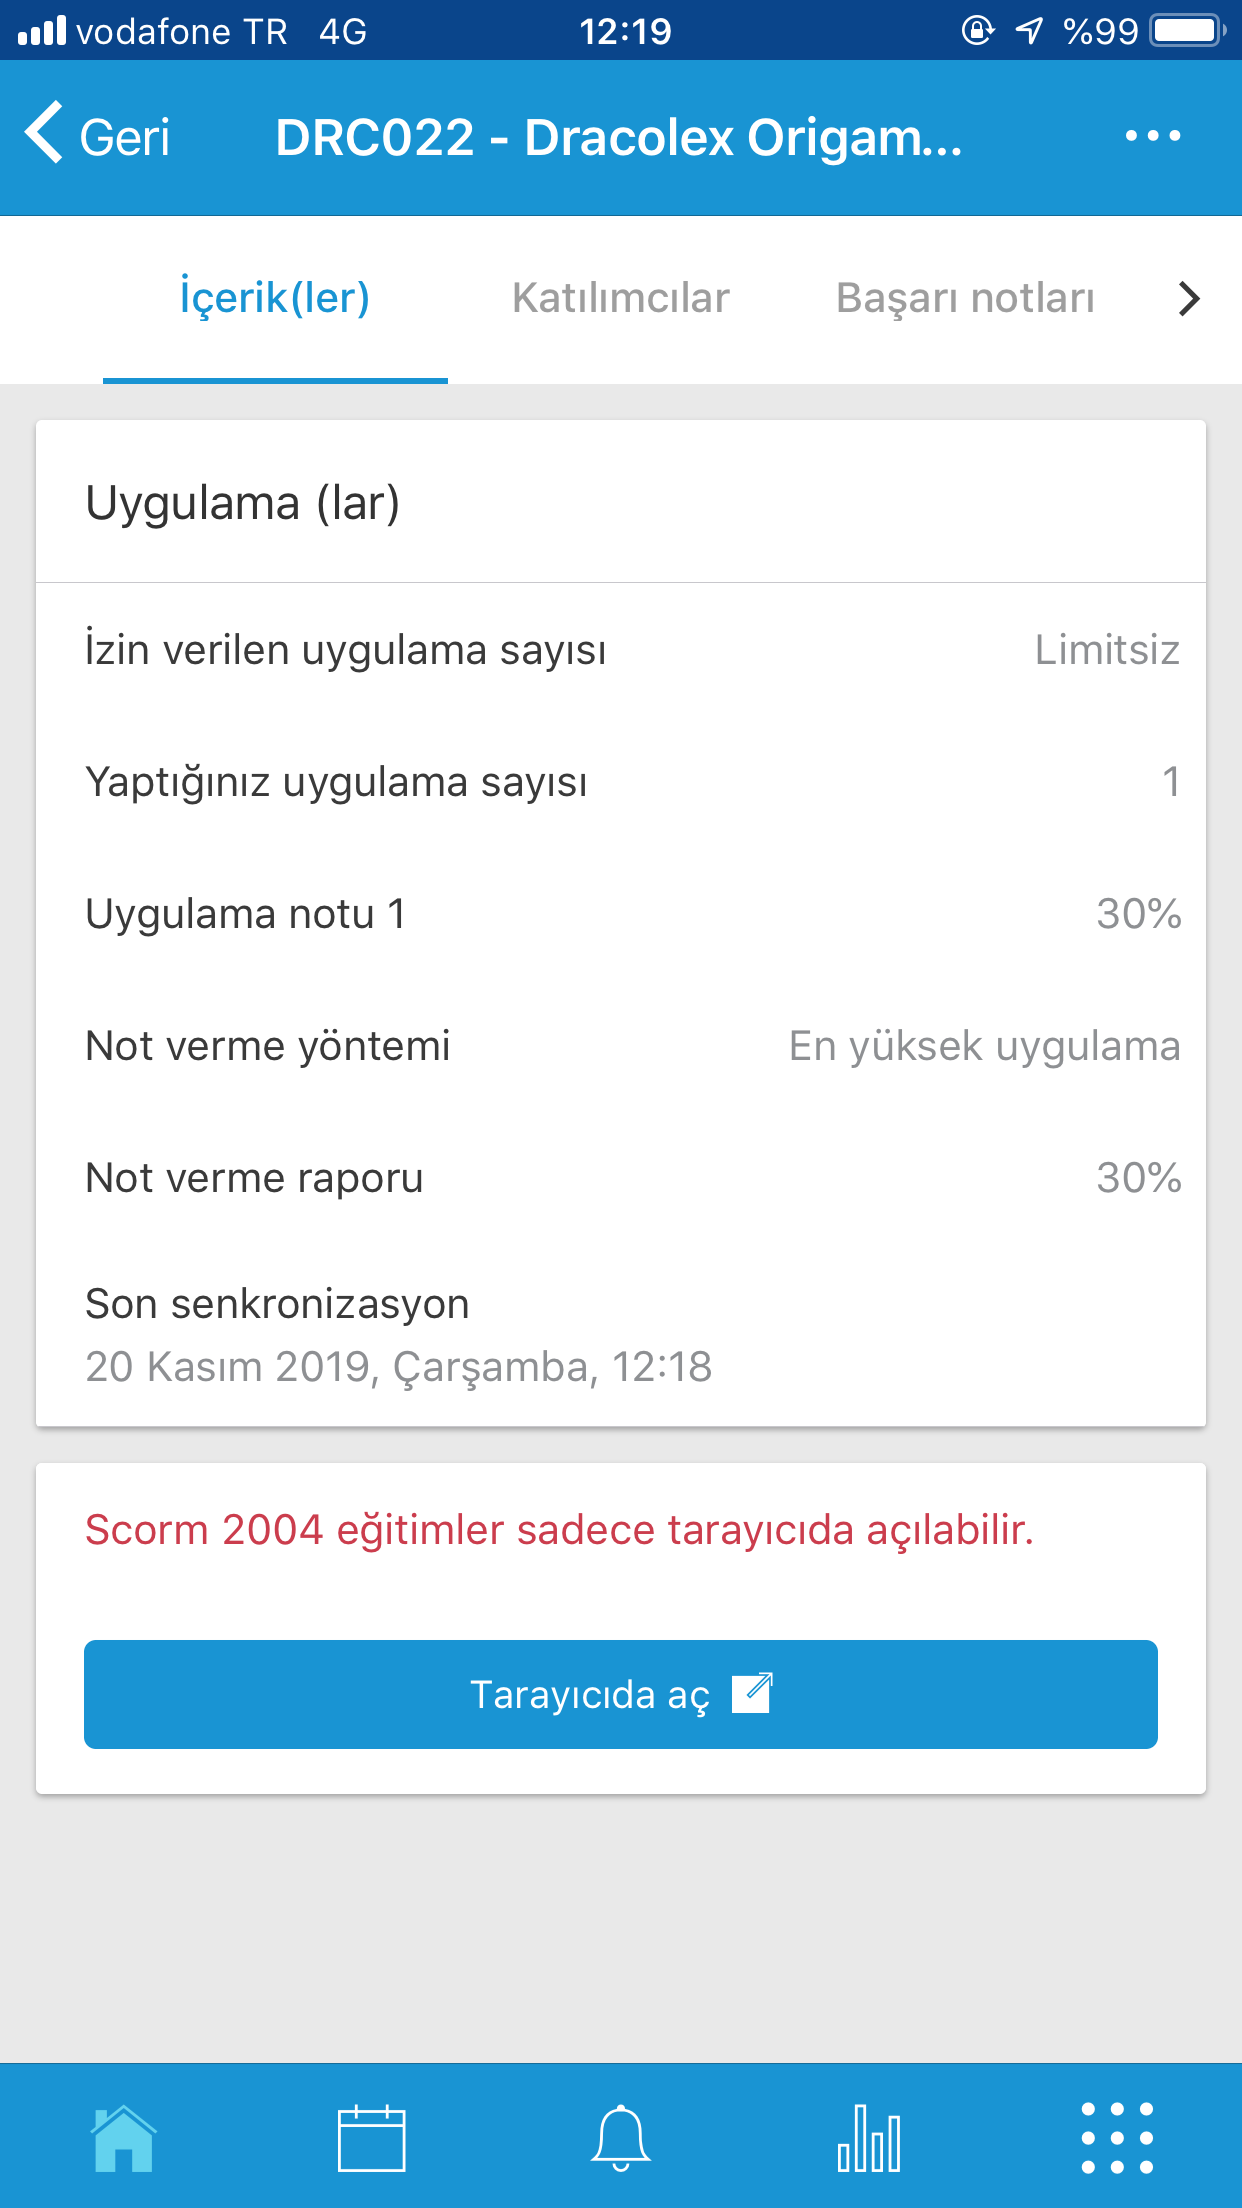 vodafone TR 4G 12:19 %99
Geri DRC022 - Dracolex Origam...
İçerik(ler) Katılımcılar Başarı notları
Uygulama (lar)
İzin verilen uygulama sayısı Limitsiz
Yaptığınız uygulama sayısı 1
Uygulama notu 1 30%
Not verme yöntemi En yüksek uygulama
Not verme raporu 30%
Son senkronizasyon
20 Kasım 2019, Çarşamba, 12:18
Scorm 2004 eğitimler sadece tarayıcıda açılabilir.
Tarayıcıda aç